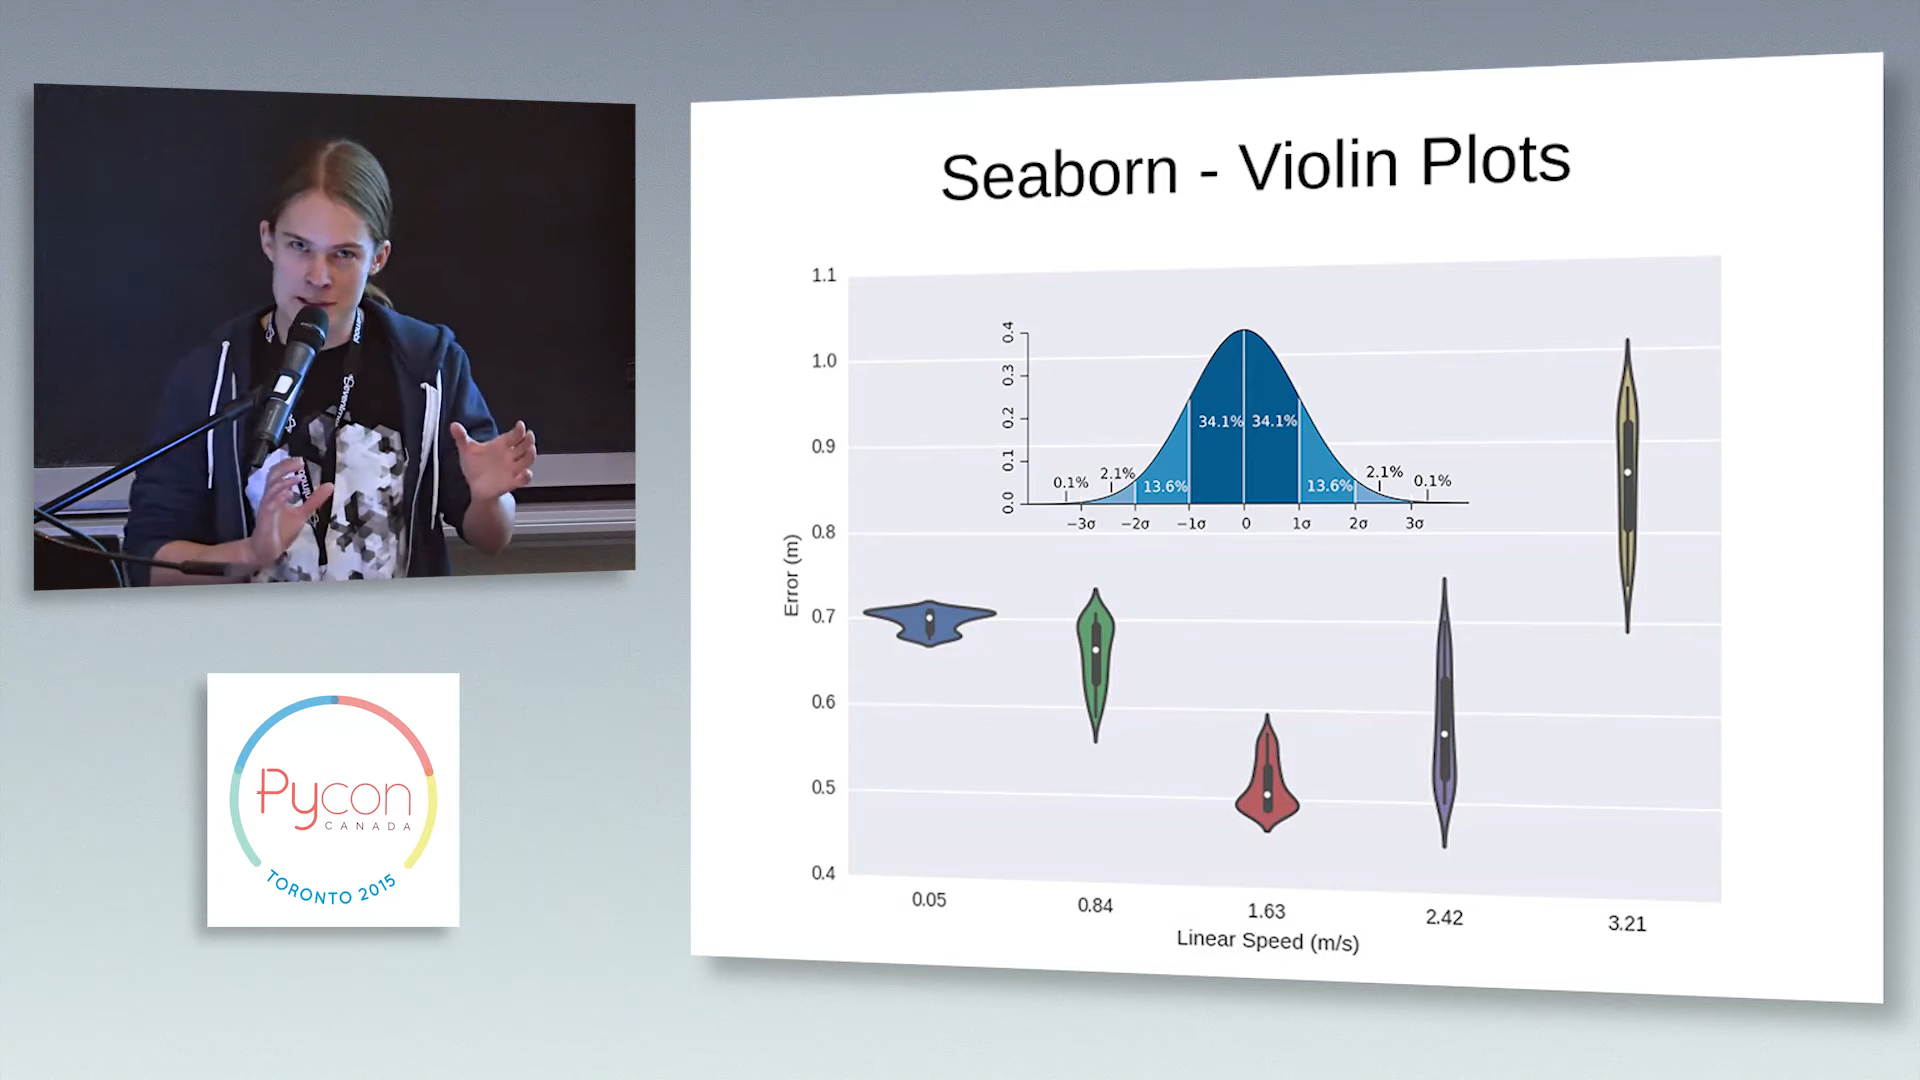 Seaborn - Violin Plots
1.1
1.0
0.9
0.8
0.7
0.6
0.5
0.4
Error (m)
0.4
0.3
0.2
0.1
0.0
34.1% 34.1%
0.1% 2.1% 13.6% 13.6% 2.1% 0.1%
−3σ −2σ −1σ 0 1σ 2σ 3σ
0.05 0.84 1.63 2.42 3.21
Linear Speed (m/s)
Pycon
CANADA
TORONTO 2015